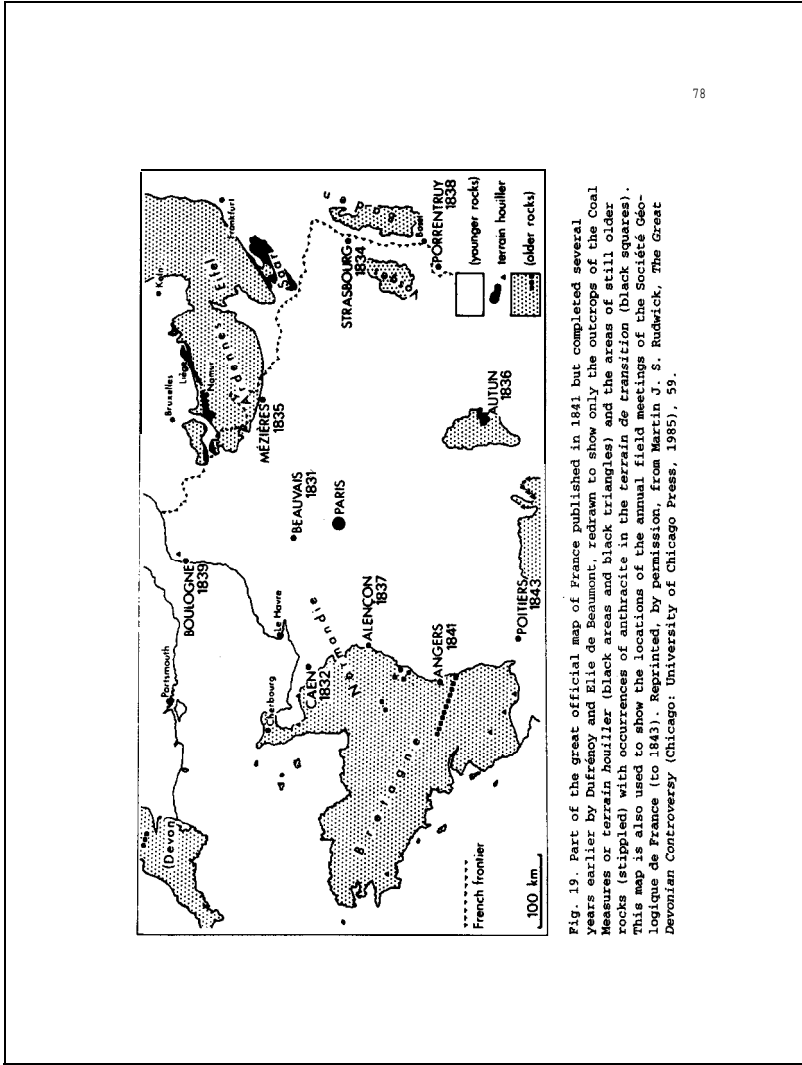 78
(Devon)
Portsmouth
BOULOGNE
1839
Bruxelles
Liège
Namur
Köln
Ardennes
Eifel
Frankfurt
Saar
MÉZIÈRES
1835
Cherbourg
Le Havre
CAEN
1832
Normandie
BEAUVAIS
1831
PARIS
STRASBOURG
1834
Basel
PORRENTRUY
1838
Bretagne
ALENÇON
1837
ANGERS
1841
AUTUN
1836
POITIERS
1843
French frontier
100 km
(younger rocks)
terrain houiller
(older rocks)
Fig. 19. Part of the great official map of France published in 1841 but completed several
years earlier by Dufrénoy and Elie de Beaumont, redrawn to show only the outcrops of the Coal
Measures or terrain houiller (black areas and black triangles) and the areas of still older
rocks (stippled) with occurrences of anthracite in the terrain de transition (black squares).
This map is also used to show the locations of the annual field meetings of the Société Géo-
logique de France (to 1843). Reprinted, by permission, from Martin J. S. Rudwick, The Great
Devonian Controversy (Chicago: University of Chicago Press, 1985), 59.